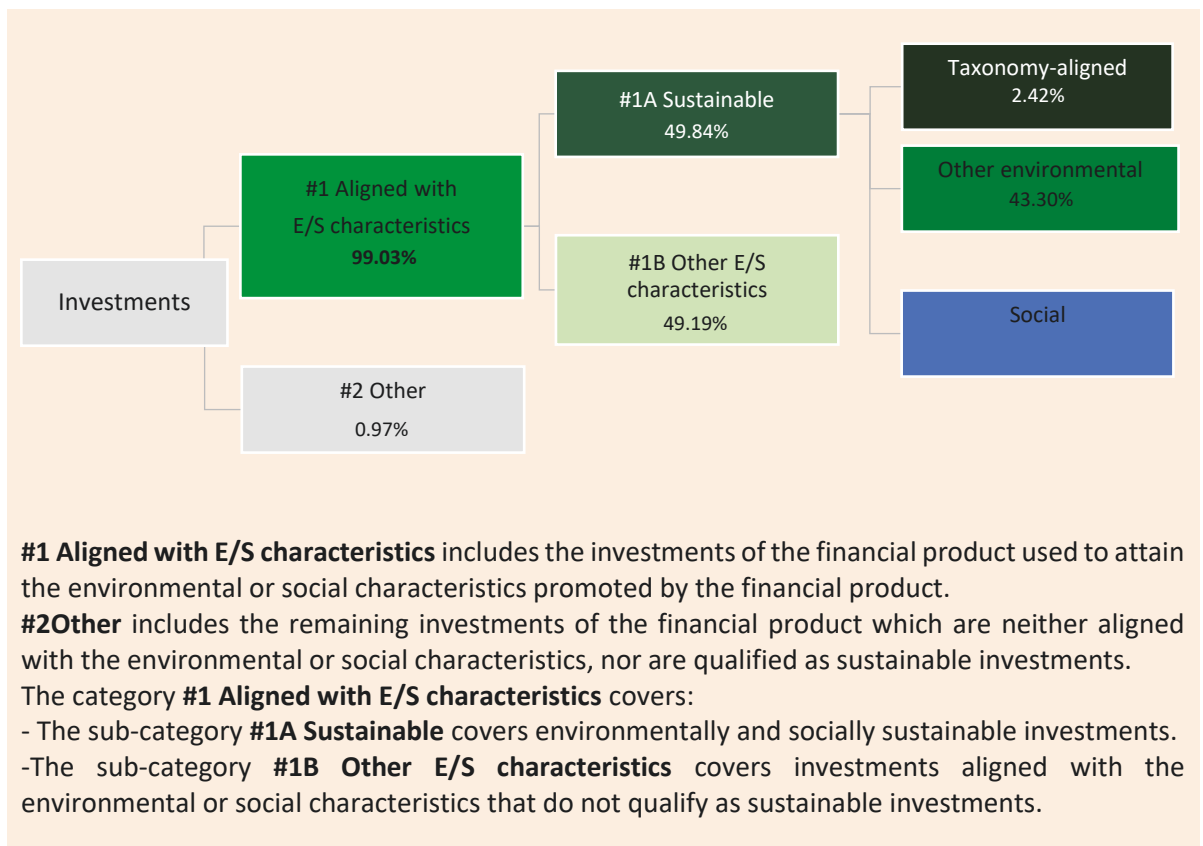 Taxonomy-aligned
2.42%
#1A Sustainable
49.84%
Other environmental
43.30%
#1 Aligned with
E/S characteristics
99.03%
#1B Other E/S
characteristics
49.19%
Investments
Social
#2 Other
0.97%
#1 Aligned with E/S characteristics includes the investments of the financial product used to attain
the environmental or social characteristics promoted by the financial product.
#2Other includes the remaining investments of the financial product which are neither aligned
with the environmental or social characteristics, nor are qualified as sustainable investments.
The category #1 Aligned with E/S characteristics covers:
- The sub-category #1A Sustainable covers environmentally and socially sustainable investments.
-The sub-category #1B Other E/S characteristics covers investments aligned with the
environmental or social characteristics that do not qualify as sustainable investments.